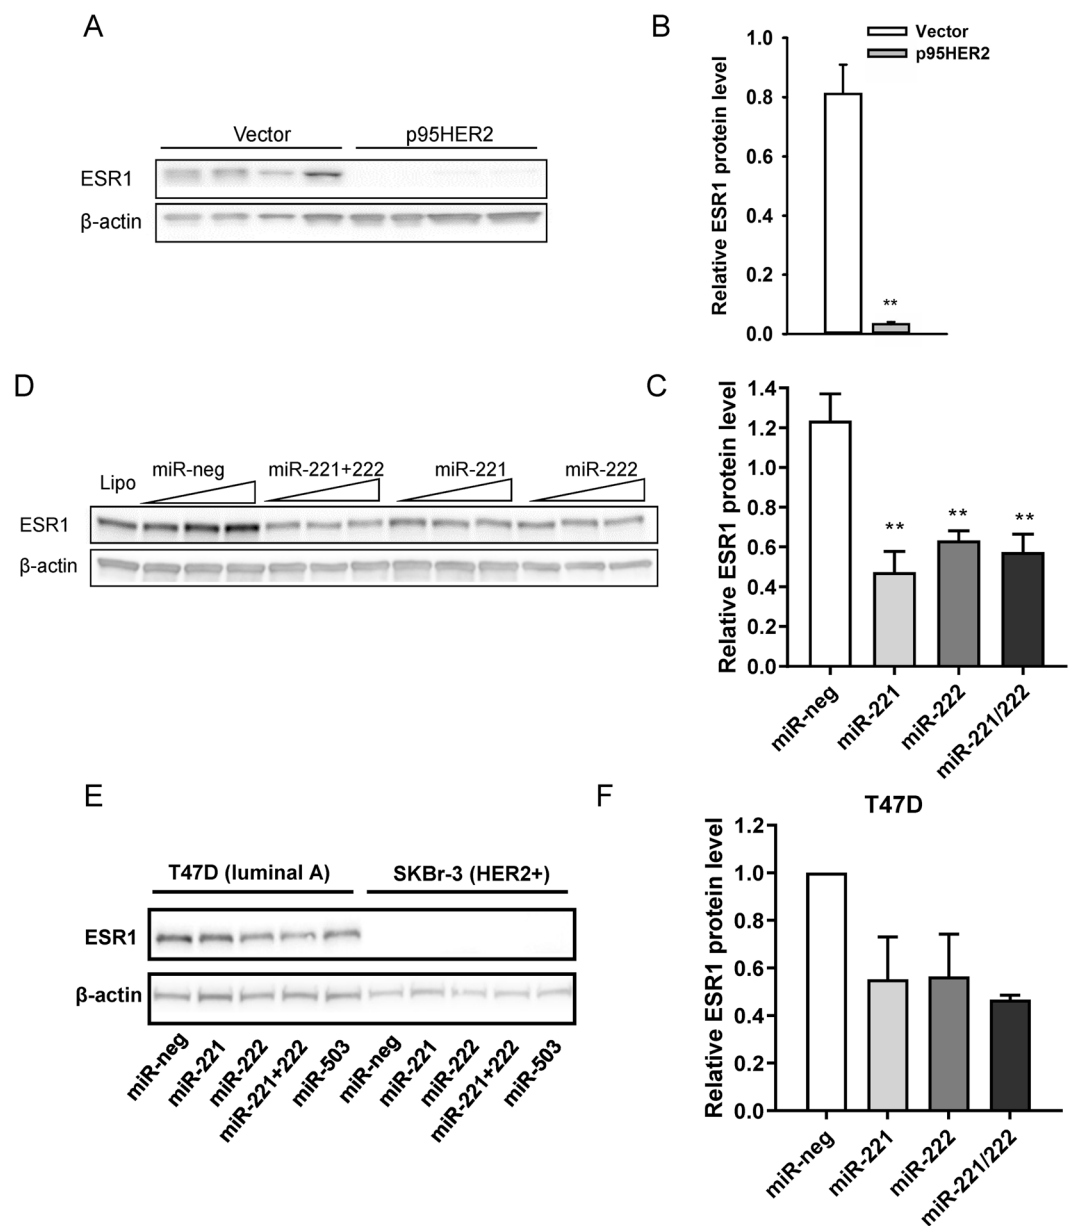 A
Vector
p95HER2
ESR1
β-actin
B
Vector
p95HER2
Relative ESR1 protein level
1.0
0.8
0.6
0.4
0.2
0.0
**
D
Lipo
miR-neg
miR-221+222
miR-221
miR-222
ESR1
β-actin
C
Relative ESR1 protein level
1.4
1.2
1.0
0.8
0.6
0.4
0.2
0.0
**
**
**
miR-neg
miR-221
miR-222
miR-221/222
E
T47D (luminal A)
SKBr-3 (HER2+)
ESR1
β-actin
miR-neg
miR-221
miR-222
miR-221+222
miR-503
miR-neg
miR-221
miR-222
miR-221+222
miR-503
F
T47D
Relative ESR1 protein level
1.2
1.0
0.8
0.6
0.4
0.2
0.0
miR-neg
miR-221
miR-222
miR-221/222